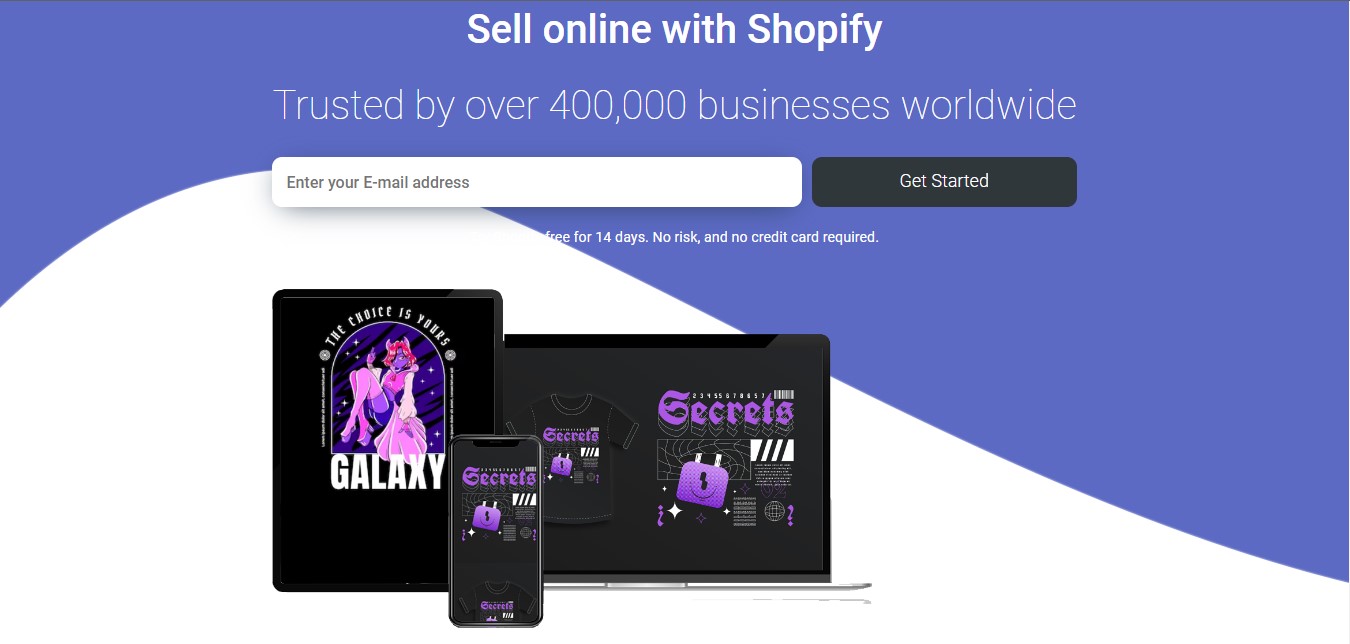 Sell online with Shopify
Trusted by over 400,000 businesses worldwide
Enter your E-mail address
Get Started
free for 14 days. No risk, and no credit card required.
THE CHOICE IS YOURS
GALAXY
Secrets
Secrets
Secrets
Secrets